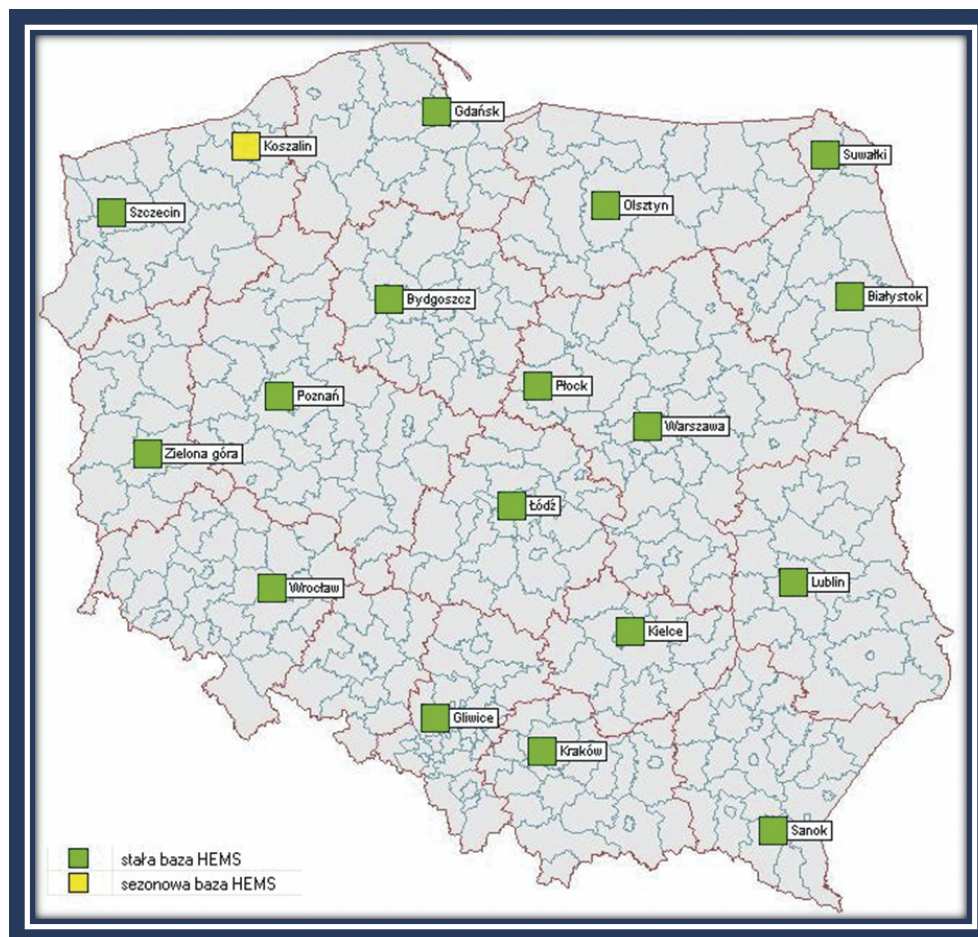 Gdańsk
Koszalin
Suwałki
Olsztyn
Szczecin
Białystok
Bydgoszcz
Płock
Poznań
Warszawa
Zielona góra
Łódź
Lublin
Wrocław
Kielce
Gliwice
Kraków
Sanok
stała baza HEMS
sezonowa baza HEMS